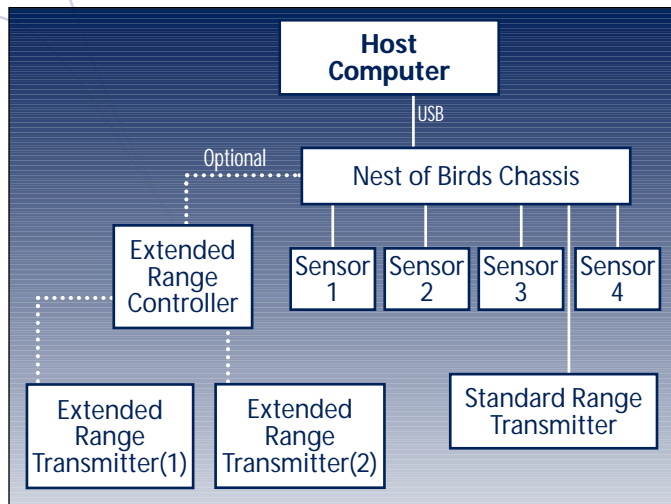 Host
Computer
USB
Optional
Nest of Birds Chassis
Extended
Range
Controller
Sensor
1
Sensor
2
Sensor
3
Sensor
4
Extended
Range
Transmitter(1)
Extended
Range
Transmitter(2)
Standard Range
Transmitter